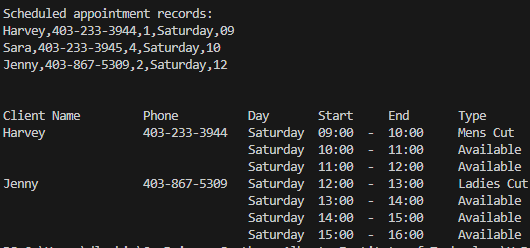 Scheduled appointment records:
Harvey,403-233-3944,1,Saturday,09
Sara,403-233-3945,4,Saturday,10
Jenny,403-867-5309,2,Saturday,12
Client Name Phone Day Start End Type
Harvey 403-233-3944 Saturday 09:00 - 10:00 Mens Cut
Saturday 10:00 - 11:00 Available
Saturday 11:00 - 12:00 Available
Jenny 403-867-5309 Saturday 12:00 - 13:00 Ladies Cut
Saturday 13:00 - 14:00 Available
Saturday 14:00 - 15:00 Available
Saturday 15:00 - 16:00 Available